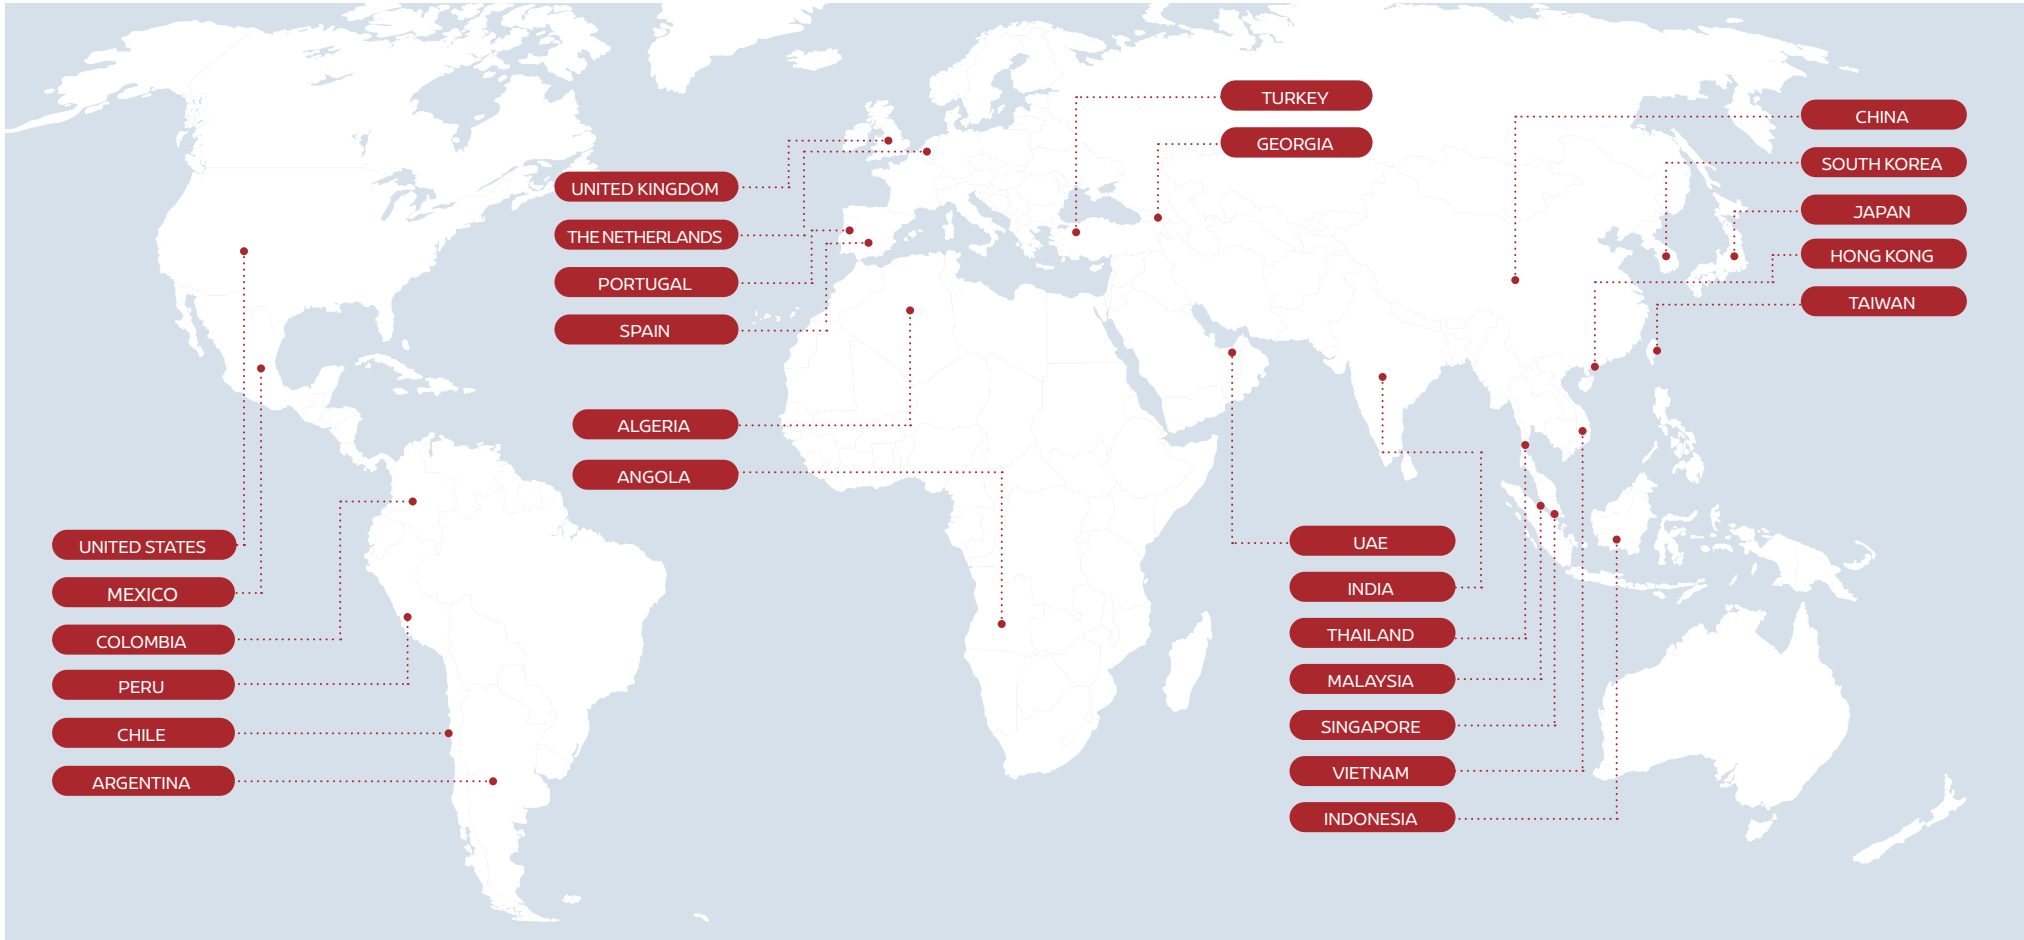 UNITED STATES
MEXICO
COLOMBIA
PERU
CHILE
ARGENTINA
UNITED KINGDOM
THE NETHERLANDS
PORTUGAL
SPAIN
ALGERIA
ANGOLA
TURKEY
GEORGIA
UAE
INDIA
THAILAND
MALAYSIA
SINGAPORE
VIETNAM
INDONESIA
CHINA
SOUTH KOREA
JAPAN
HONG KONG
TAIWAN